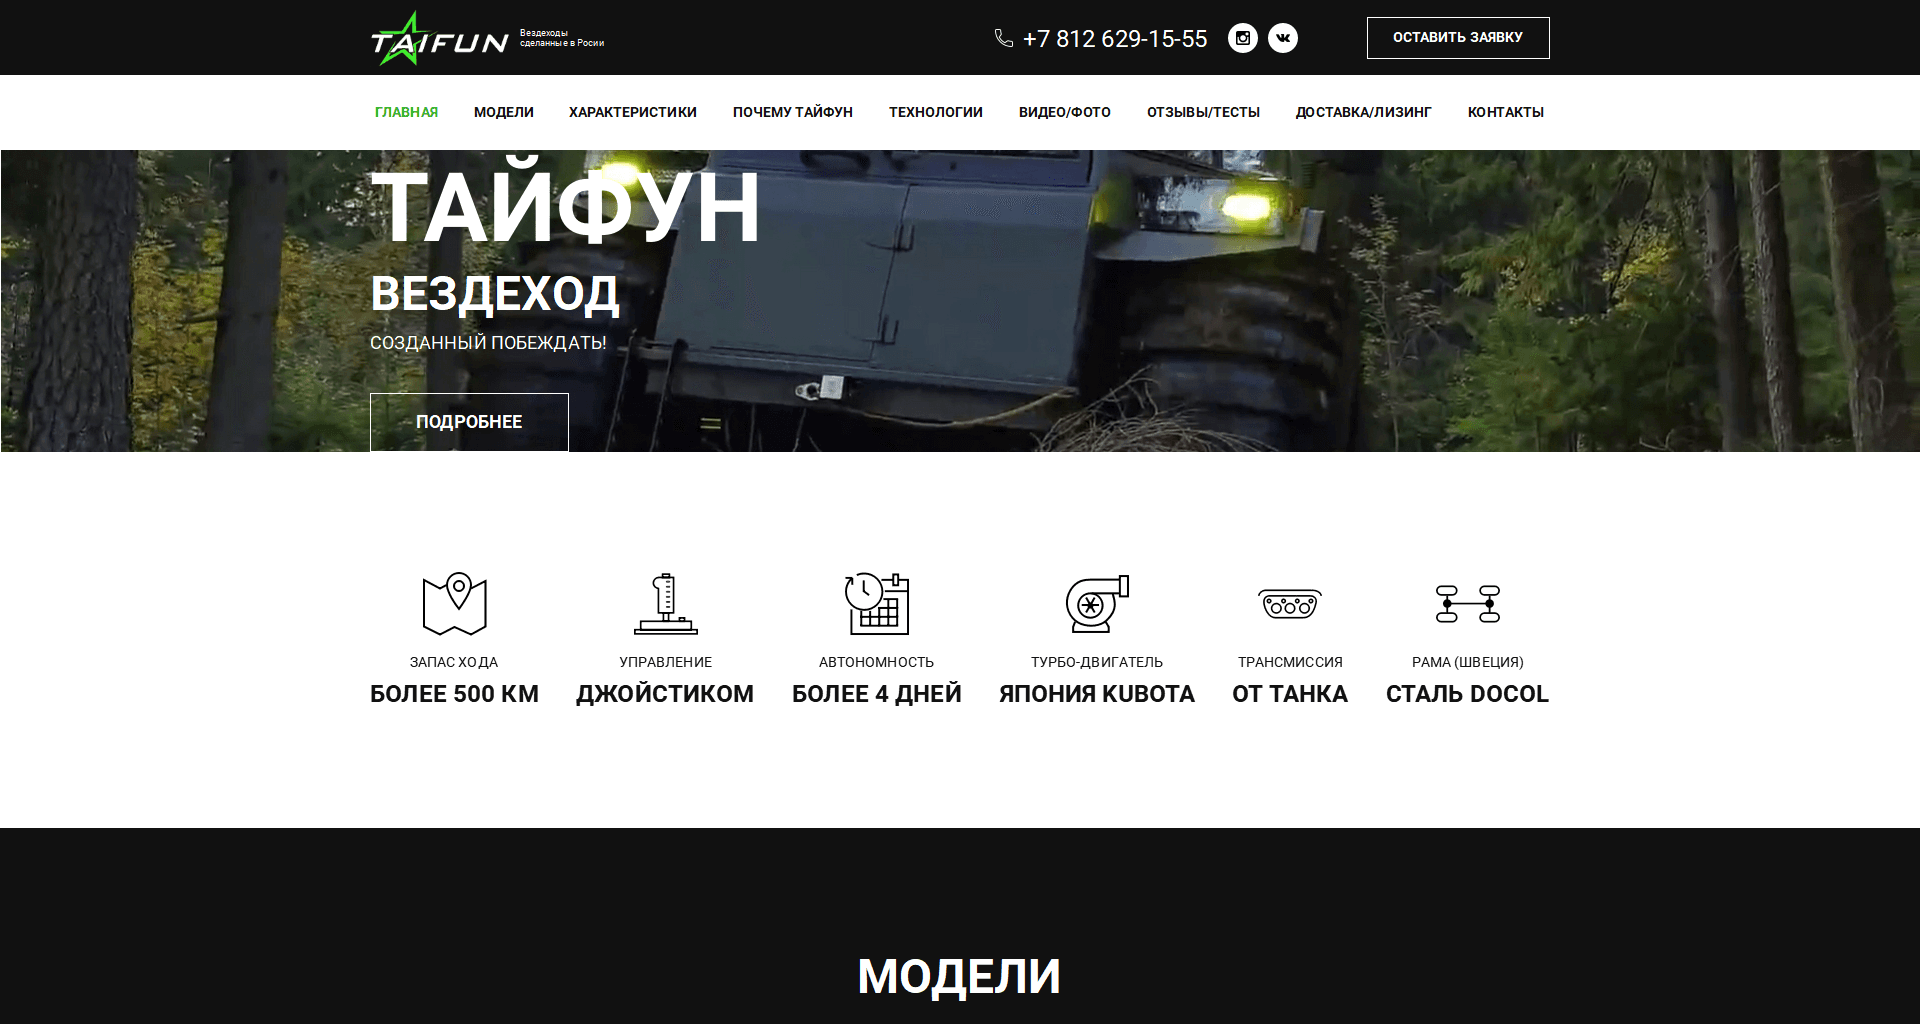 TAIFUN
Вездеходы
сделанные в Росии
+7 812 629-15-55
ОСТАВИТЬ ЗАЯВКУ
ГЛАВНАЯ
МОДЕЛИ
ХАРАКТЕРИСТИКИ
ПОЧЕМУ ТАЙФУН
ТЕХНОЛОГИИ
ВИДЕО/ФОТО
ОТЗЫВЫ/ТЕСТЫ
ДОСТАВКА/ЛИЗИНГ
КОНТАКТЫ
ТАЙФУН
ВЕЗДЕХОД
СОЗДАННЫЙ ПОБЕЖДАТЬ!
ПОДРОБНЕЕ
ЗАПАС ХОДА
БОЛЕЕ 500 КМ
УПРАВЛЕНИЕ
ДЖОЙСТИКОМ
АВТОНОМНОСТЬ
БОЛЕЕ 4 ДНЕЙ
ТУРБО-ДВИГАТЕЛЬ
ЯПОНИЯ KUBOTA
ТРАНСМИССИЯ
ОТ ТАНКА
РАМА (ШВЕЦИЯ)
СТАЛЬ DOCOL
МОДЕЛИ